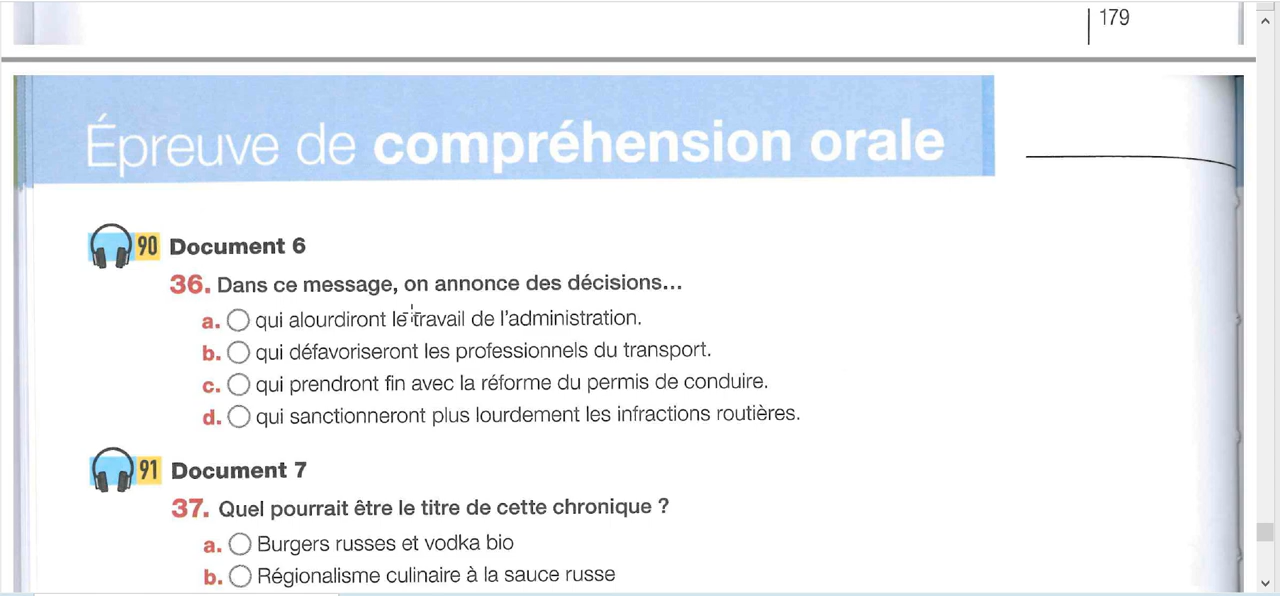 179
Épreuve de compréhension orale
90 Document 6
36. Dans ce message, on annonce des décisions...
a. qui alourdiront le travail de l'administration.
b. qui défavoriseront les professionnels du transport.
c. qui prendront fin avec la réforme du permis de conduire.
d. qui sanctionneront plus lourdement les infractions routières.
91 Document 7
37. Quel pourrait être le titre de cette chronique ?
a. Burgers russes et vodka bio
b. Régionalisme culinaire à la sauce russe